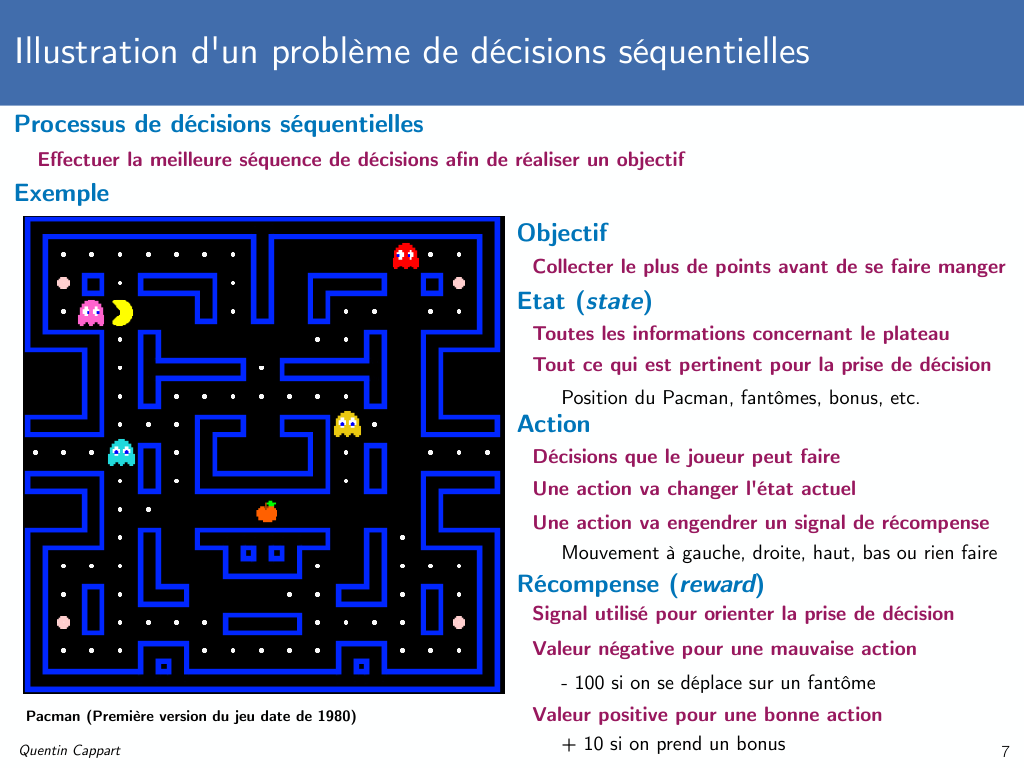 Illustration d'un problème de décisions séquentielles
Processus de décisions séquentielles
Effectuer la meilleure séquence de décisions afin de réaliser un objectif
Exemple
Objectif
Collecter le plus de points avant de se faire manger
Etat (state)
Toutes les informations concernant le plateau
Tout ce qui est pertinent pour la prise de décision
Position du Pacman, fantômes, bonus, etc.
Action
Décisions que le joueur peut faire
Une action va changer l'état actuel
Une action va engendrer un signal de récompense
Mouvement à gauche, droite, haut, bas ou rien faire
Récompense (reward)
Signal utilisé pour orienter la prise de décision
Valeur négative pour une mauvaise action
- 100 si on se déplace sur un fantôme
Valeur positive pour une bonne action
+ 10 si on prend un bonus
Pacman (Première version du jeu date de 1980)
Quentin Cappart
7